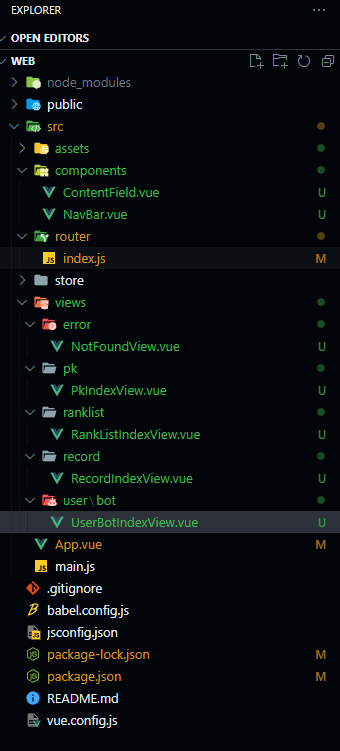 EXPLORER
OPEN EDITORS
WEB
node_modules
public
src
assets
components
ContentField.vue U
NavBar.vue U
router
JS index.js M
store
views
error
NotFoundView.vue U
pk
PkIndexView.vue U
ranklist
RankListIndexView.vue U
record
RecordIndexView.vue U
user\bot
UserBotIndexView.vue U
App.vue M
JS main.js
.gitignore
babel.config.js
jsconfig.json
package-lock.json M
package.json M
README.md
vue.config.js